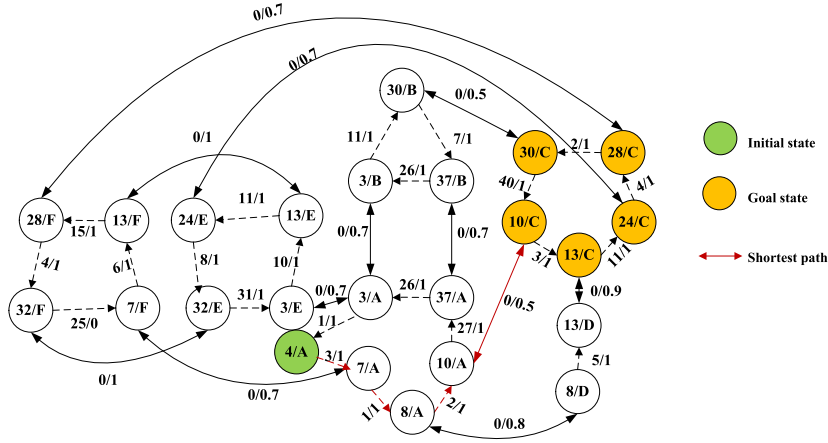 0/0.7
0/0.7
30/B
0/0.5
11/1
7/1
0/1
30/C
2/1
28/C
Initial state
3/B
26/1
37/B
40/1
4/1
Goal state
28/F
15/1
13/F
24/E
11/1
13/E
10/C
24/C
0/0.7
0/0.7
3/1
13/C
11/1
Shortest path
4/1
6/1
8/1
10/1
32/F
25/0
7/F
32/E
31/1
3/E
0/0.7
3/A
26/1
37/A
0/0.5
0/0.9
1/1
27/1
13/D
4/A
3/1
7/A
10/A
5/1
0/1
0/0.7
1/1
8/A
2/1
8/D
0/0.8